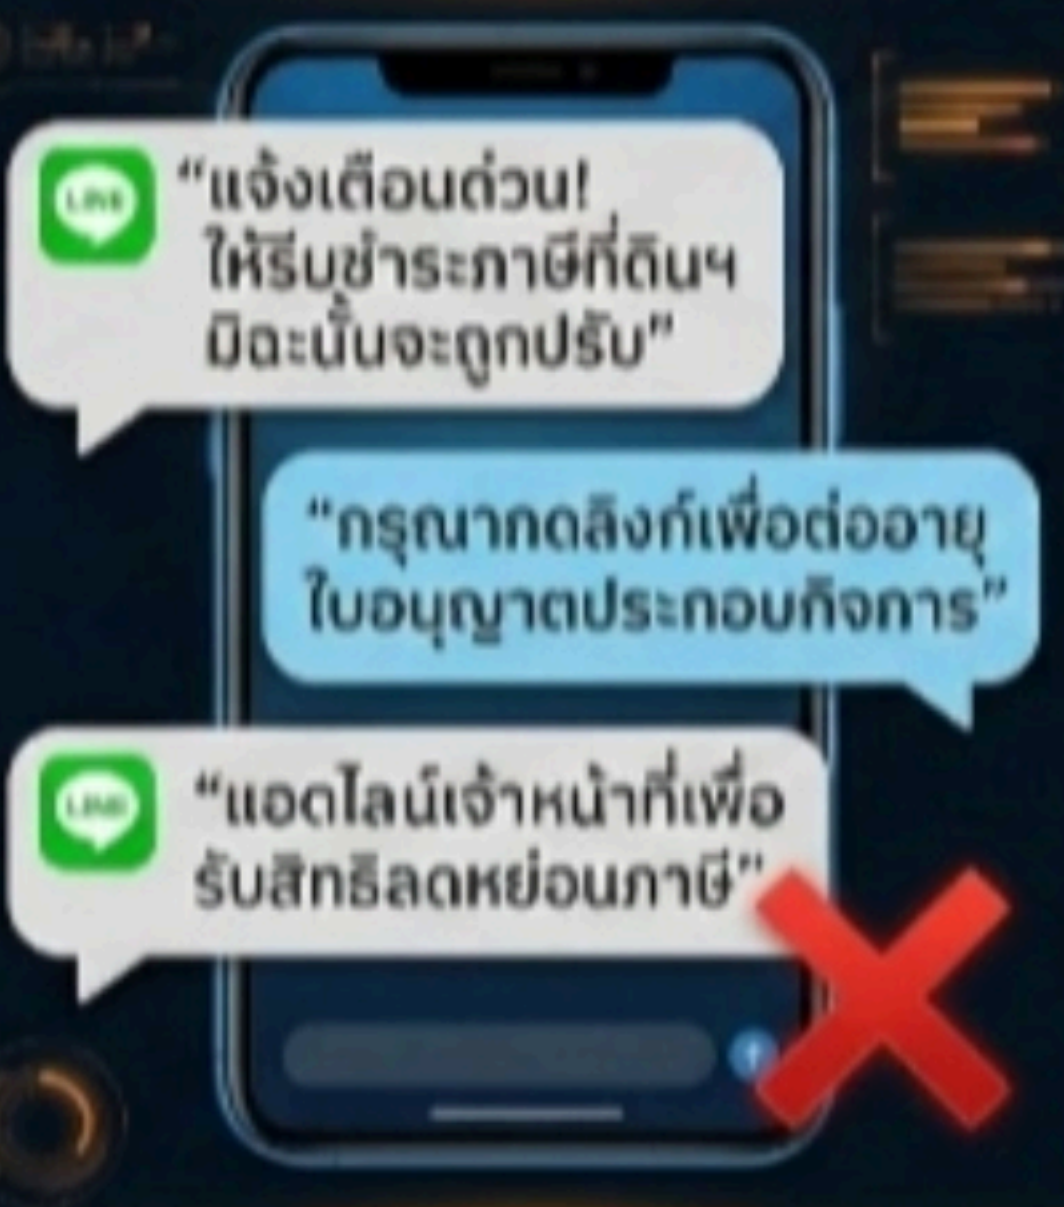 LINE
“แจ้งเตือนด่วน!
ให้รีบชำระภาษีที่ดินฯ
มิฉะนั้นจะถูกปรับ”
“กรุณากดลิงก์เพื่อต่ออายุ
ใบอนุญาตประกอบกิจการ”
LINE
“แอดไลน์เจ้าหน้าที่เพื่อ
รับสิทธิลดหย่อนภาษี”